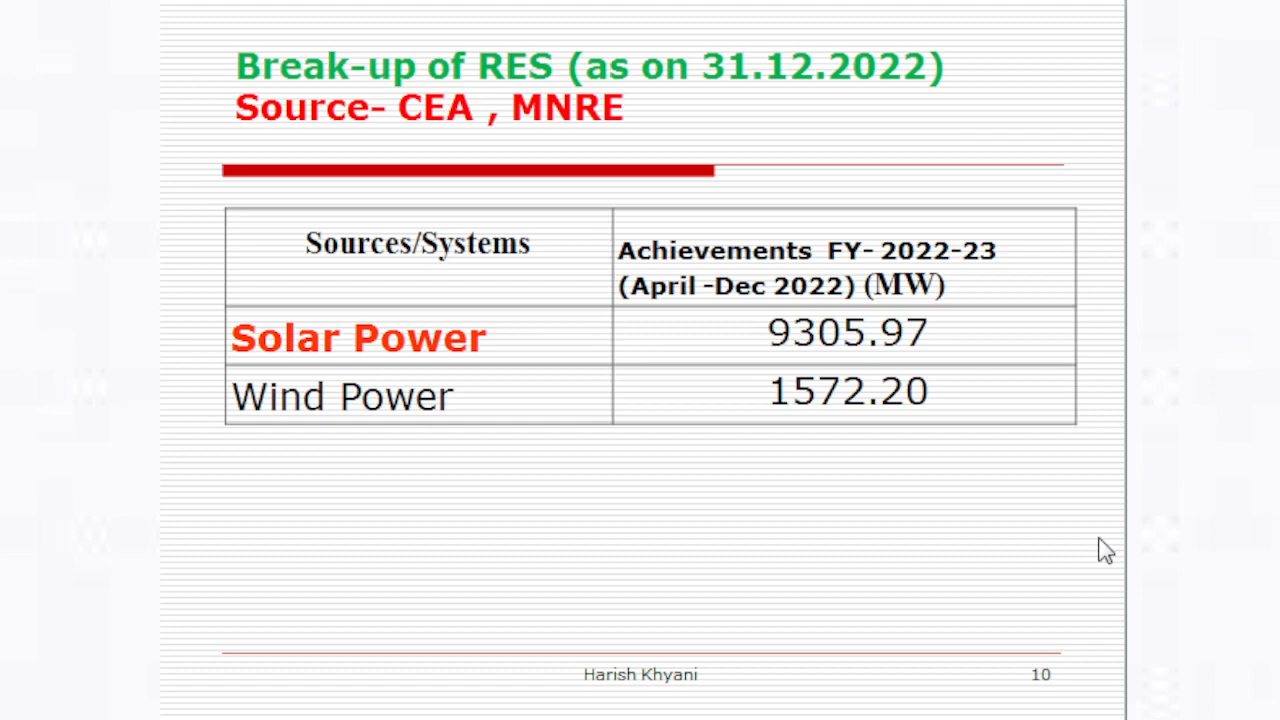 Break-up of RES (as on 31.12.2022)
Source- CEA , MNRE
Sources/Systems
Achievements FY- 2022-23
(April -Dec 2022) (MW)
Solar Power
9305.97
Wind Power
1572.20
Harish Khyani
10